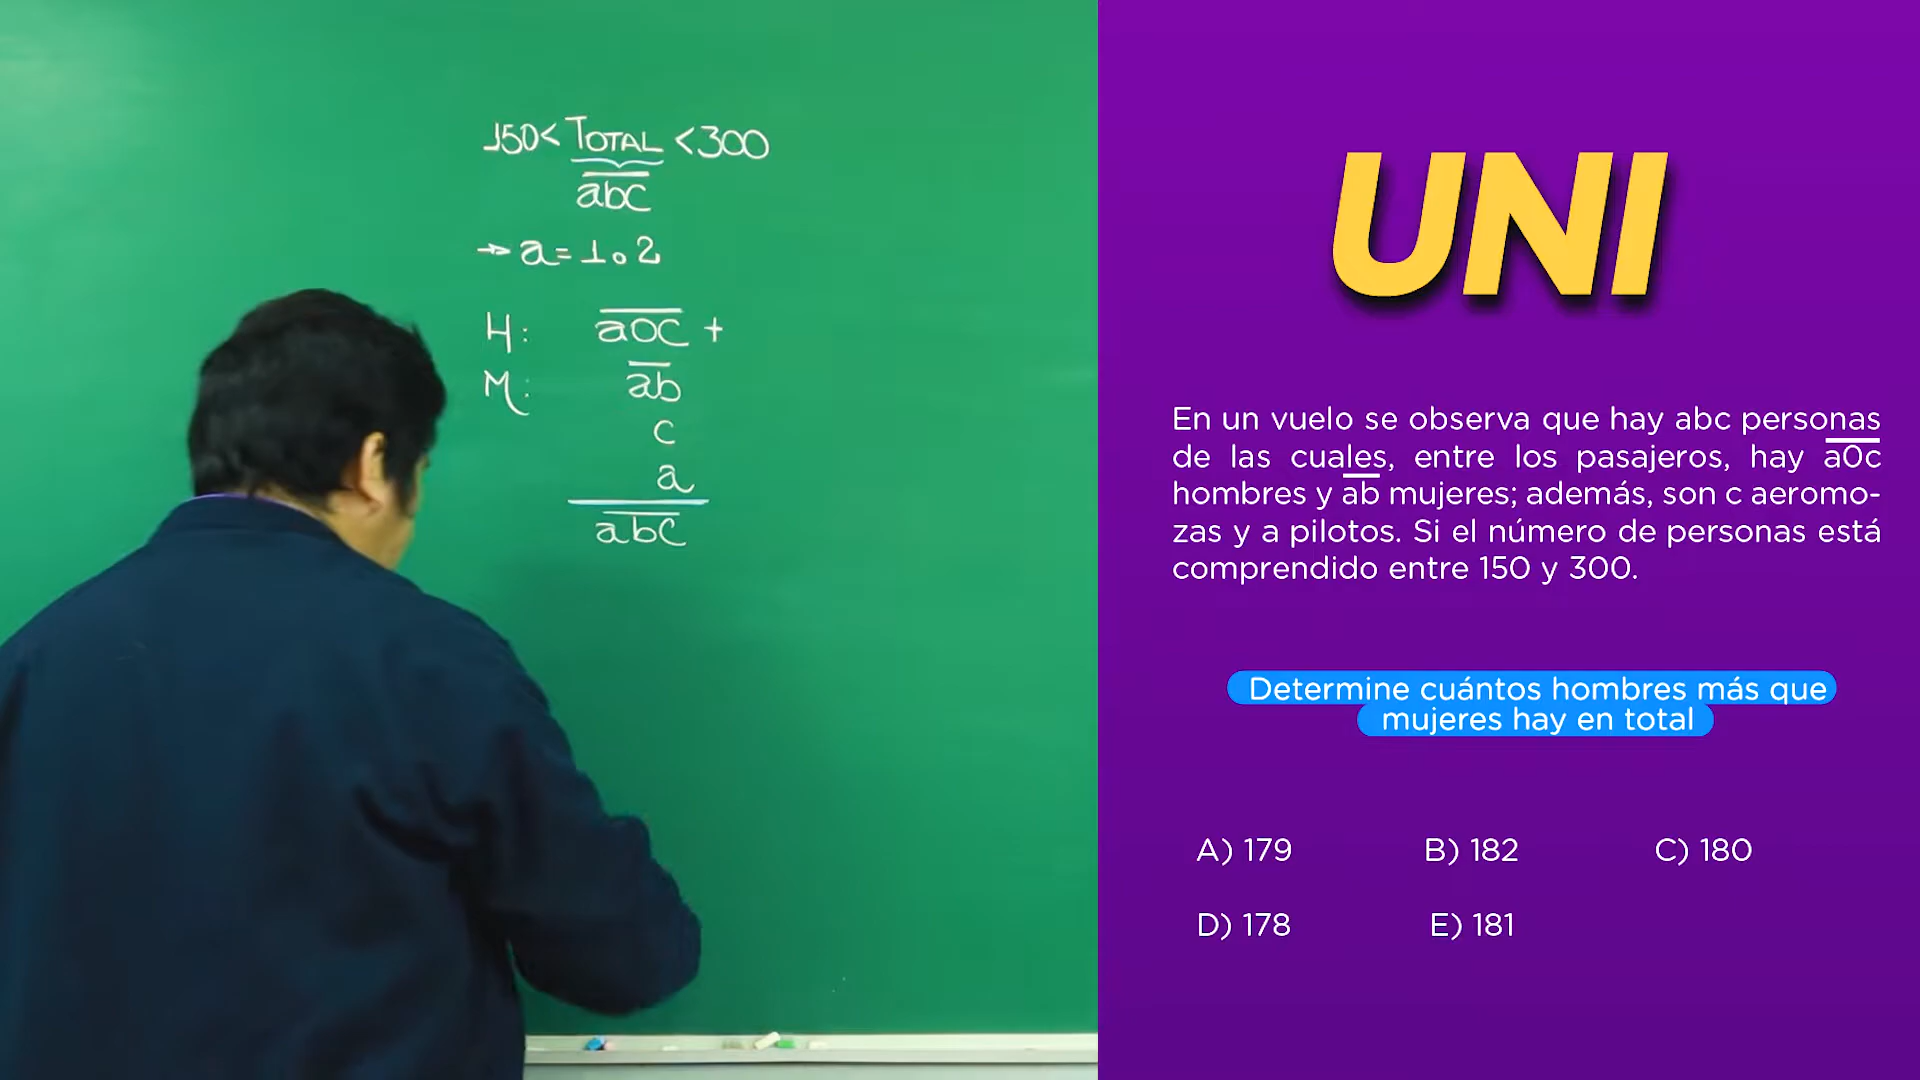 150< TOTAL <300
abc
→ a = 1 o 2
H: a0c +
M: ab
c
a
abc
UNI
En un vuelo se observa que hay abc personas
de las cuales, entre los pasajeros, hay a0c
hombres y ab mujeres; además, son c aeromo-
zas y a pilotos. Si el número de personas está
comprendido entre 150 y 300.
Determine cuántos hombres más que
mujeres hay en total
A) 179 B) 182 C) 180
D) 178 E) 181